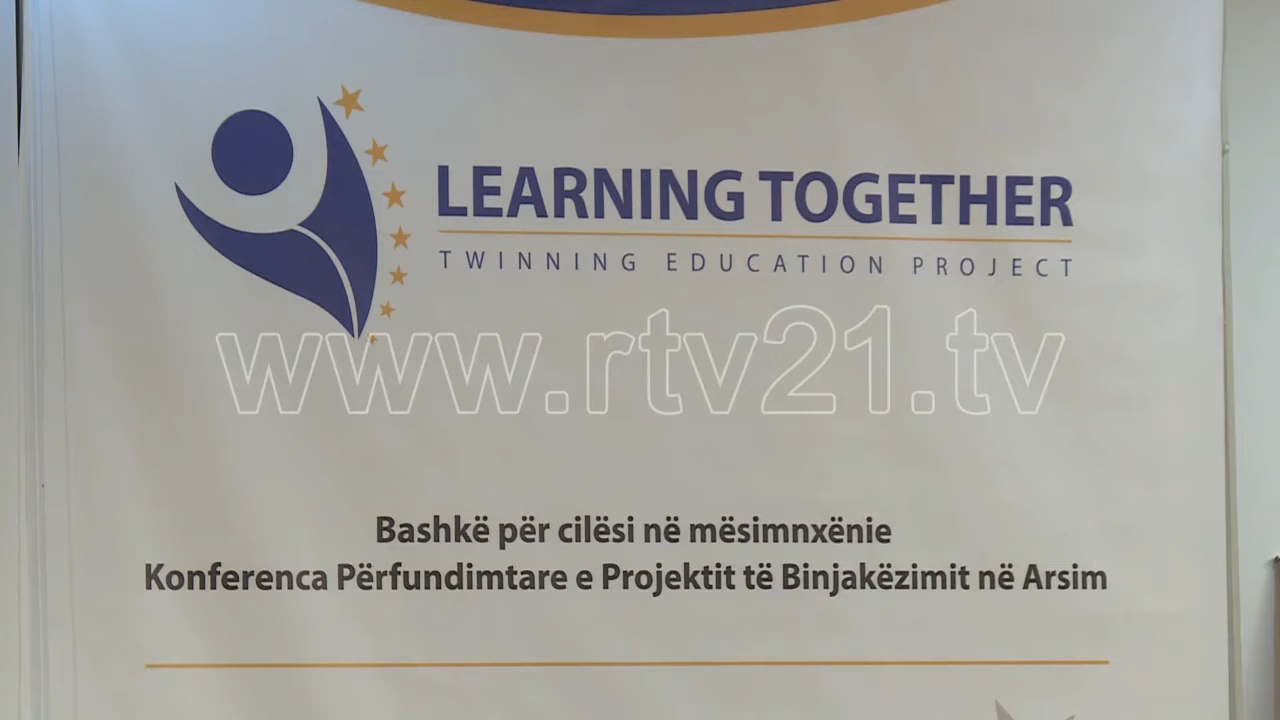 LEARNING TOGETHER
TWINNING EDUCATION PROJECT
www.rtv21.tv
Bashkë për cilësi në mësimnxënie
Konferenca Përfundimtare e Projektit të Binjakëzimit në Arsim